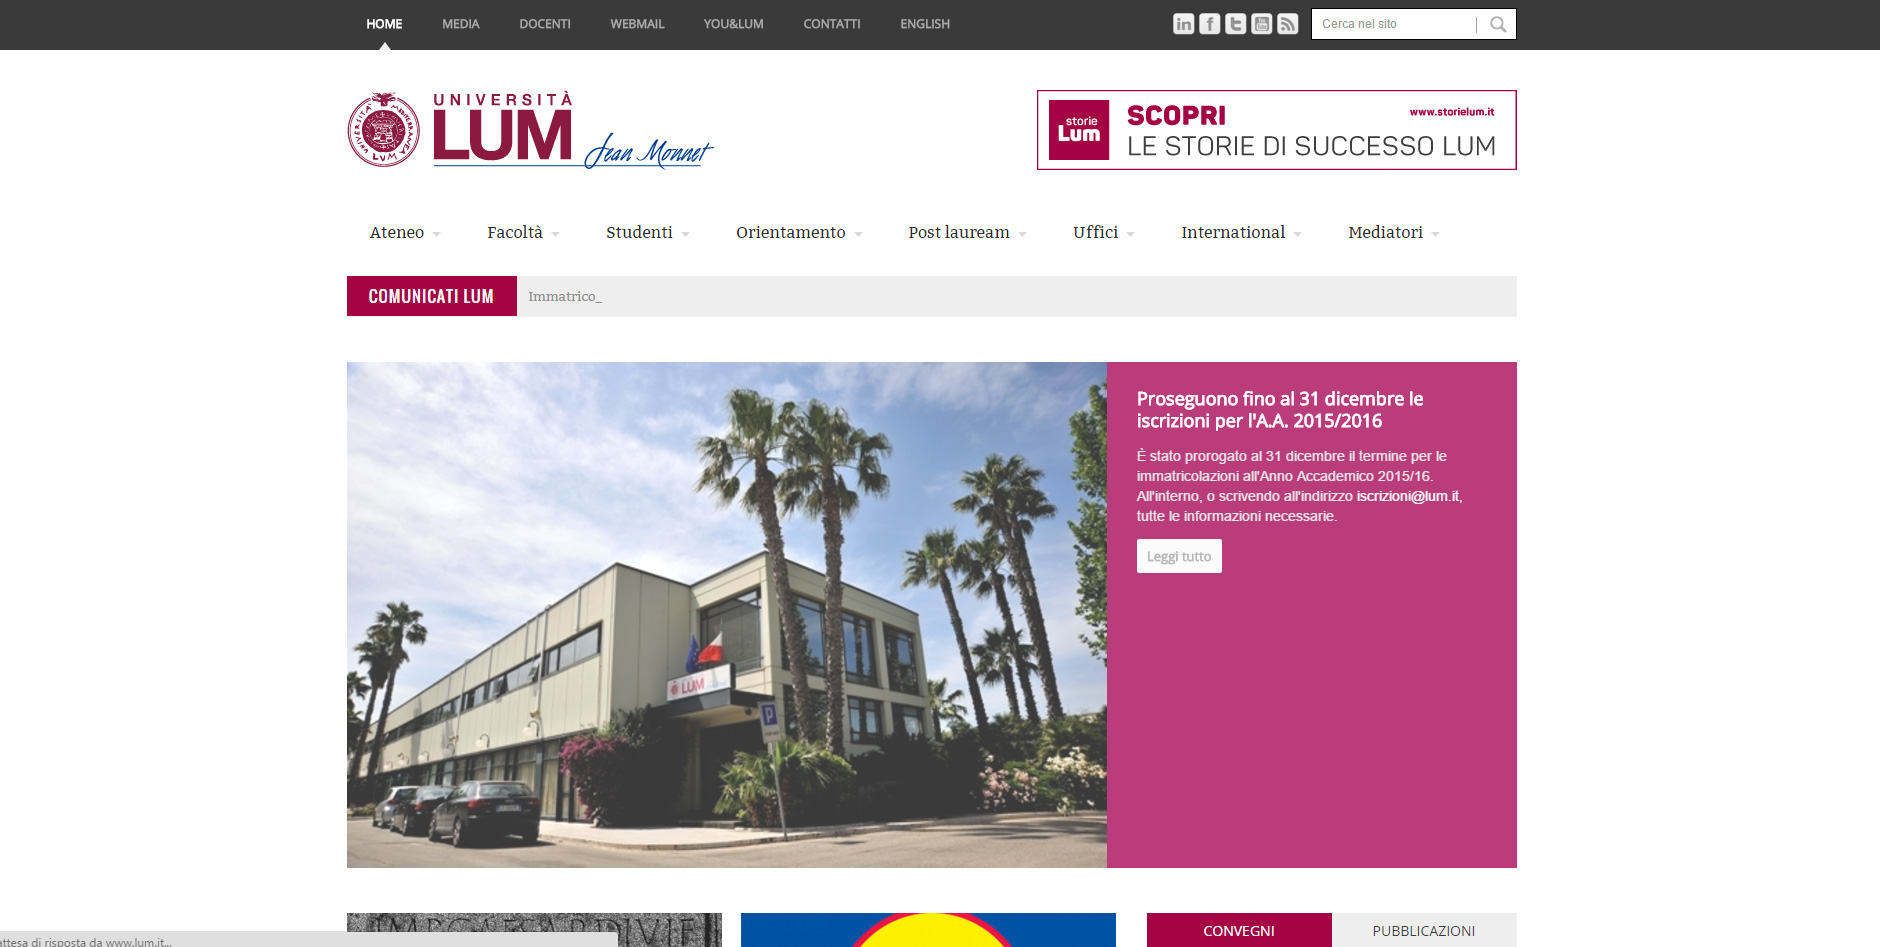 HOME MEDIA DOCENTI WEBMAIL YOU&LUM CONTATTI ENGLISH
Cerca nel sito
UNIVERSITÀ
LUM
Jean Monnet
storie
Lum
SCOPRI
www.storielum.it
LE STORIE DI SUCCESSO LUM
Ateneo Facoltà Studenti Orientamento Post lauream Uffici International Mediatori
COMUNICATI LUM
Immatrico_
Proseguono fino al 31 dicembre le
iscrizioni per l'A.A. 2015/2016
È stato prorogato al 31 dicembre il termine per le
immatricolazioni all'Anno Accademico 2015/16.
All'interno, o scrivendo all'indirizzo iscrizioni@lum.it,
tutte le informazioni necessarie.
Leggi tutto
LUM
P
CONVEGNI
PUBBLICAZIONI
di risposta da www.lum.it...